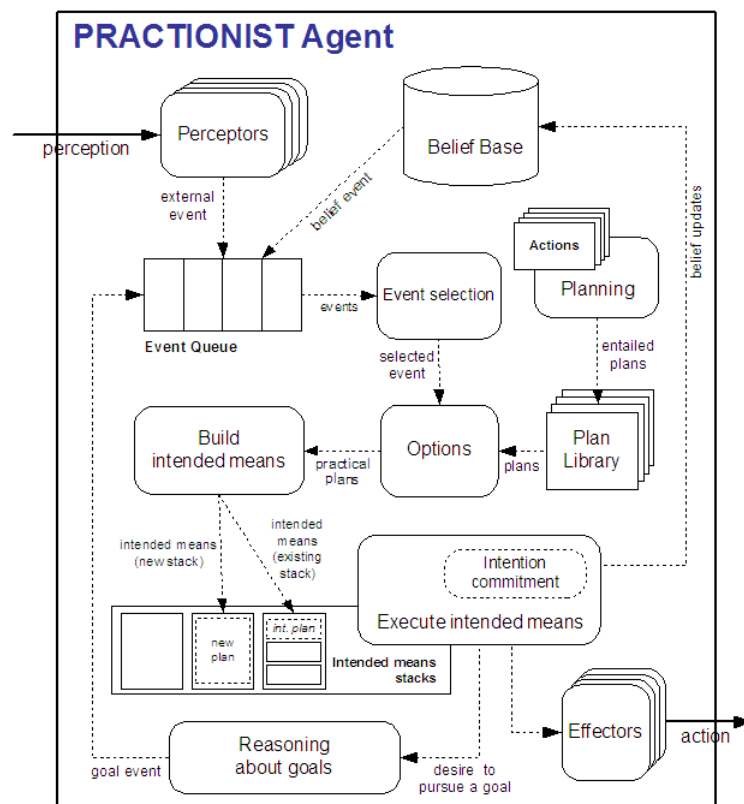 PRACTIONIST Agent
Perceptors
perception
Belief Base
external
event
belief event
belief updates
Actions
Planning
Event selection
events
Event Queue
selected
event
entailed
plans
Build
intended means
practical
plans
Options
plans
Plan
Library
intended means
(new stack)
intended
means
(existing
stack)
Intention
commitment
Execute intended means
new
plan
int. plan
Intended means
stacks
Reasoning
about goals
goal event
desire to
pursue a goal
Effectors
action